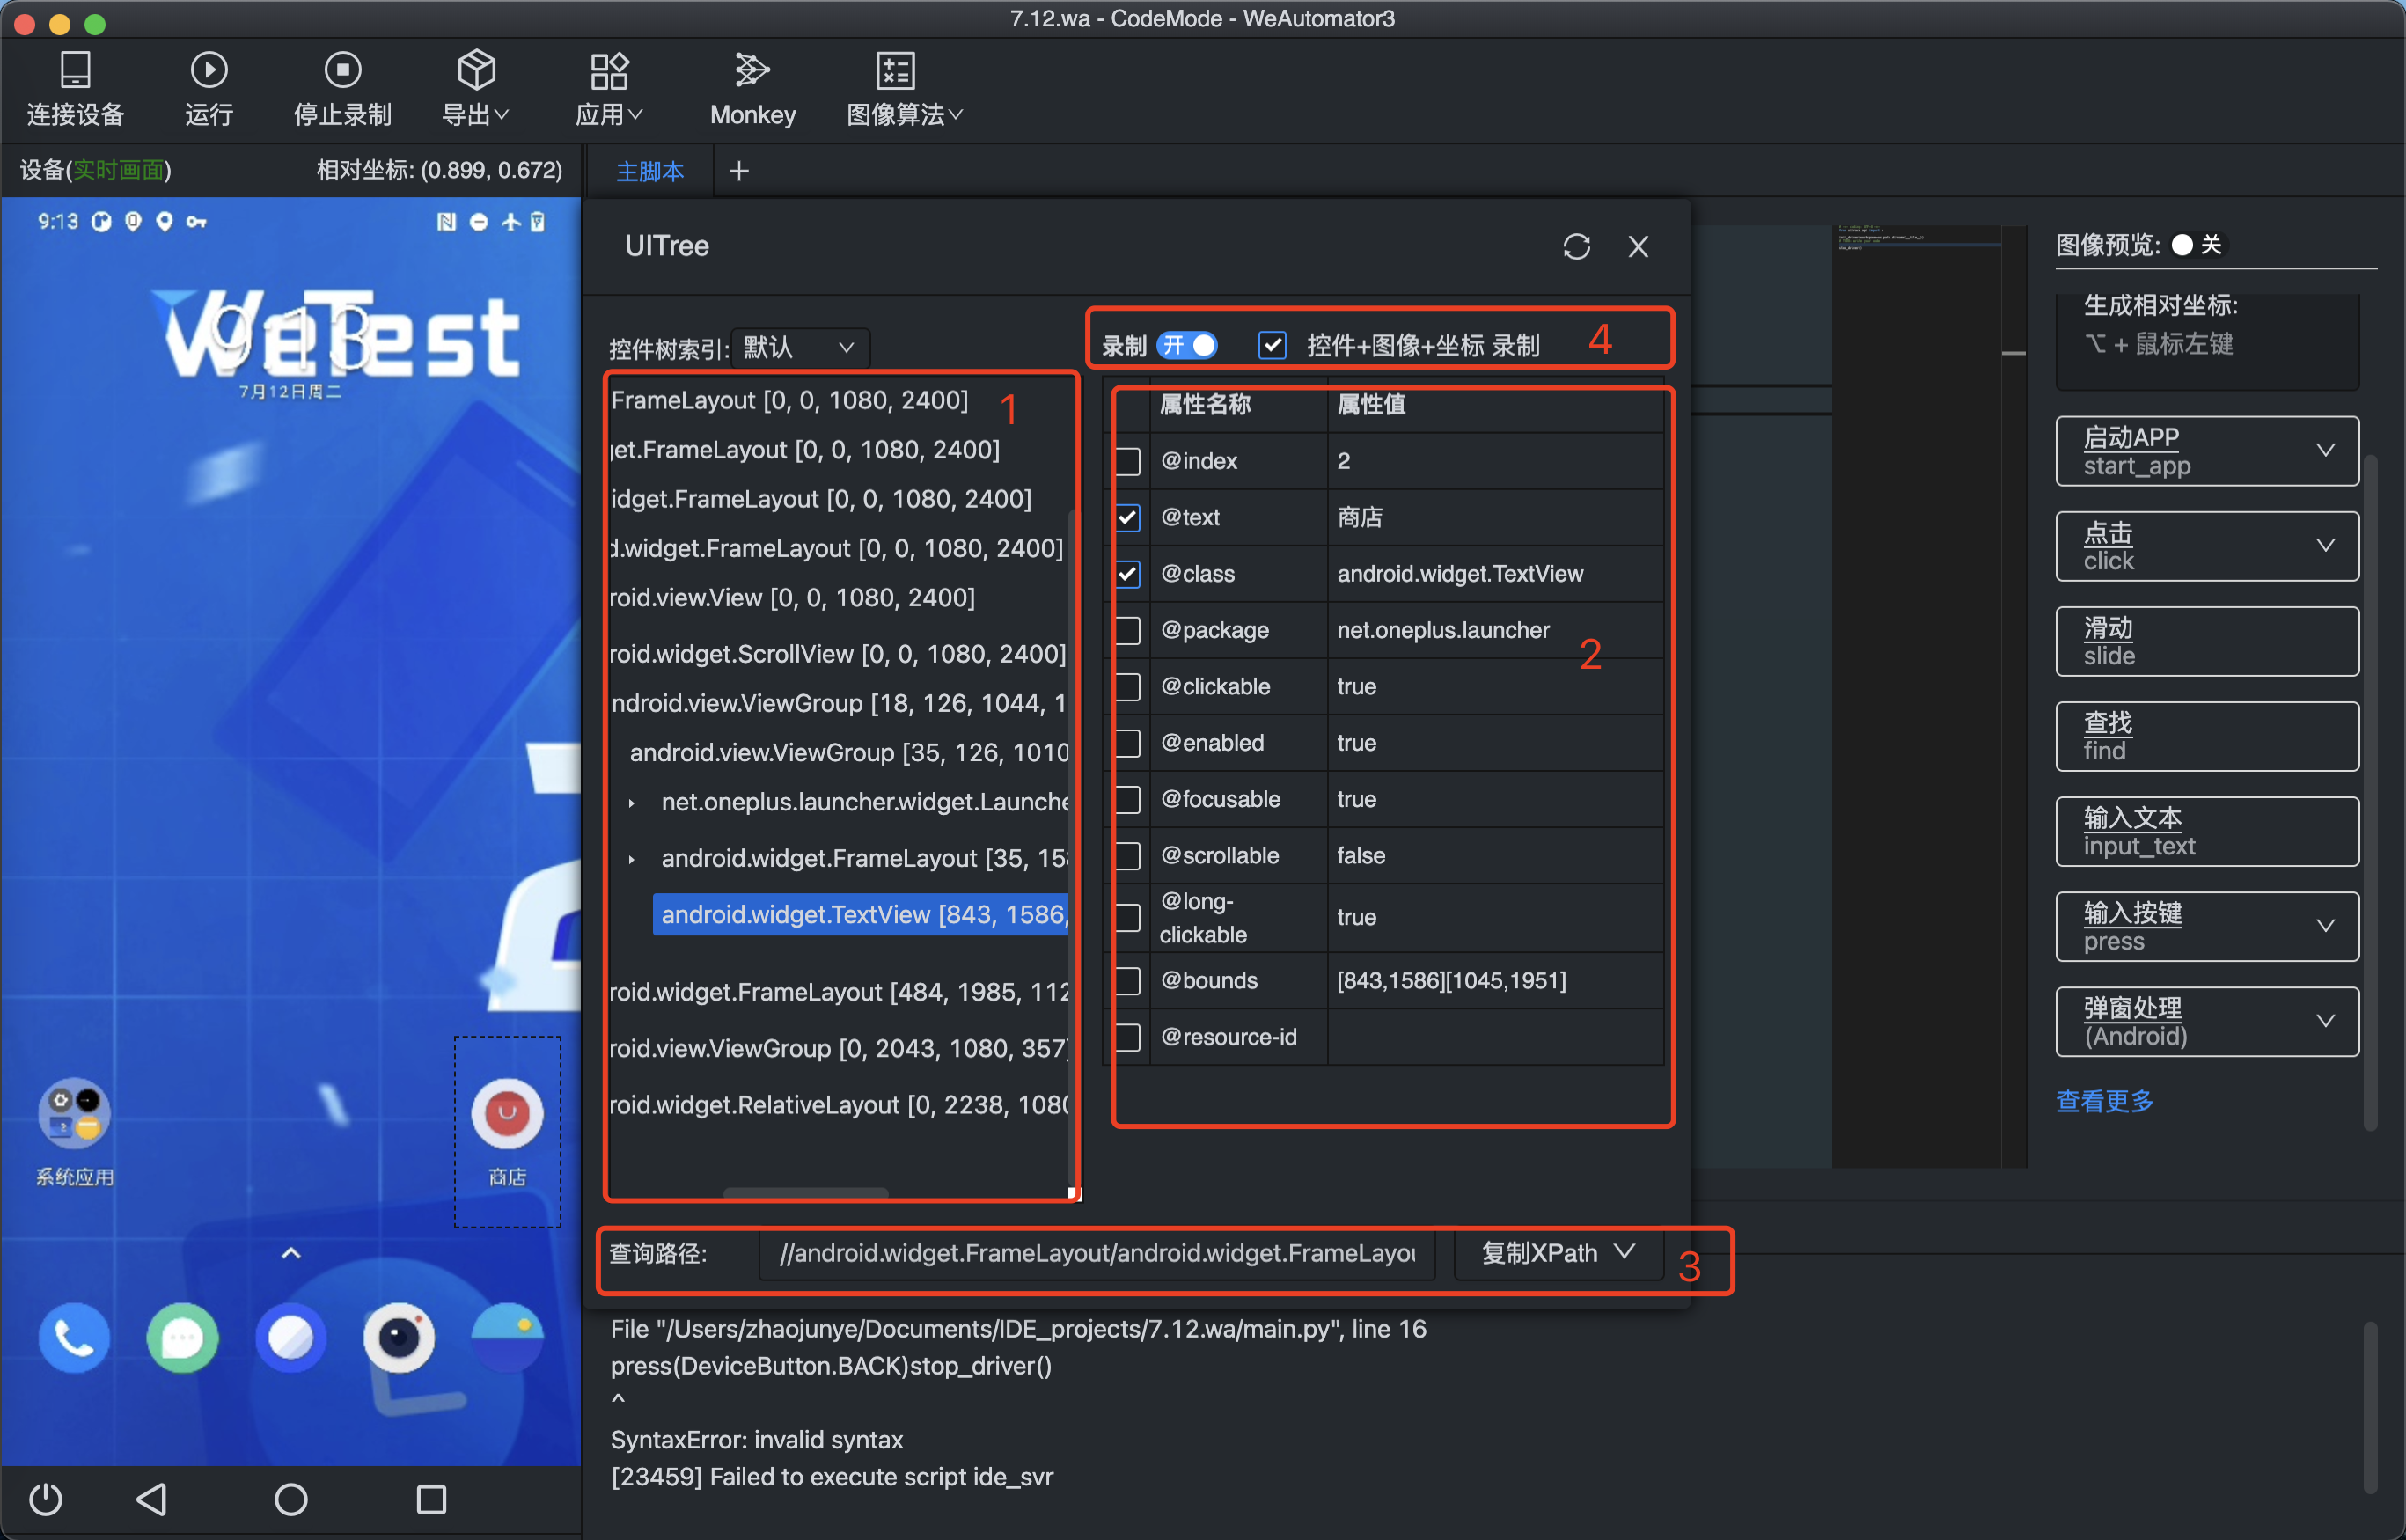 7.12.wa - CodeMode - WeAutomator3
连接设备
运行
停止录制
导出
应用
Monkey
图像算法
设备(实时画面)
相对坐标: (0.899, 0.672)
主脚本
9:13
WeTest
9:13
7月12日周二
系统应用
商店
UITree
控件树索引:
默认
录制
开
控件+图像+坐标 录制
4
1
FrameLayout [0, 0, 1080, 2400]
get.FrameLayout [0, 0, 1080, 2400]
idget.FrameLayout [0, 0, 1080, 2400]
d.widget.FrameLayout [0, 0, 1080, 2400]
roid.view.View [0, 0, 1080, 2400]
roid.widget.ScrollView [0, 0, 1080, 2400]
ndroid.view.ViewGroup [18, 126, 1044, 1
android.view.ViewGroup [35, 126, 1010
net.oneplus.launcher.widget.Launche
android.widget.FrameLayout [35, 158
android.widget.TextView [843, 1586,
roid.widget.FrameLayout [484, 1985, 112
roid.view.ViewGroup [0, 2043, 1080, 357]
roid.widget.RelativeLayout [0, 2238, 1080
属性名称 属性值
@index 2
@text 商店
@class android.widget.TextView
@package net.oneplus.launcher
2
@clickable true
@enabled true
@focusable true
@scrollable false
@long-
clickable true
@bounds [843,1586][1045,1951]
@resource-id
查询路径:
//android.widget.FrameLayout/android.widget.FrameLayou
复制XPath
3
File "/Users/zhaojunye/Documents/IDE_projects/7.12.wa/main.py", line 16
press(DeviceButton.BACK)stop_driver()
^
SyntaxError: invalid syntax
[23459] Failed to execute script ide_svr
图像预览:
关
生成相对坐标:
⌥ + 鼠标左键
启动APP
start_app
点击
click
滑动
slide
查找
find
输入文本
input_text
输入按键
press
弹窗处理
(Android)
查看更多